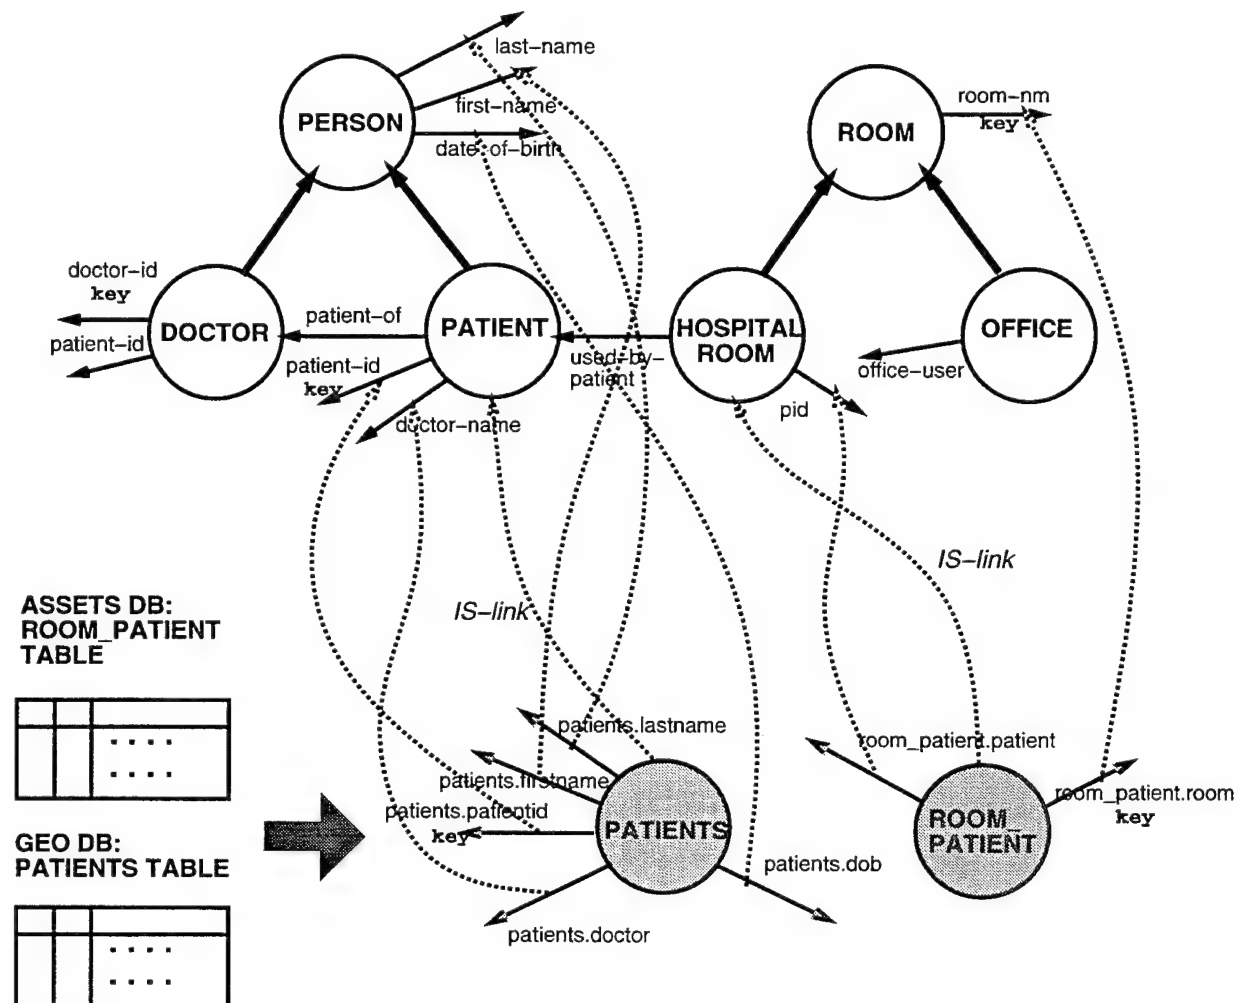 last-name
first-name
date-of-birth
PERSON
room-nm
key
ROOM
doctor-id
key
patient-id
DOCTOR
patient-of
PATIENT
patient-id
key
doctor-name
used-by-
patient
HOSPITAL
ROOM
pid
OFFICE
office-user
IS-link
IS-link
ASSETS DB:
ROOM_PATIENT
TABLE
GEO DB:
PATIENTS TABLE
patients.lastname
patients.firstname
patients.patientid
key
PATIENTS
patients.dob
patients.doctor
room_patient.patient
room_patient.room
key
ROOM_
PATIENT